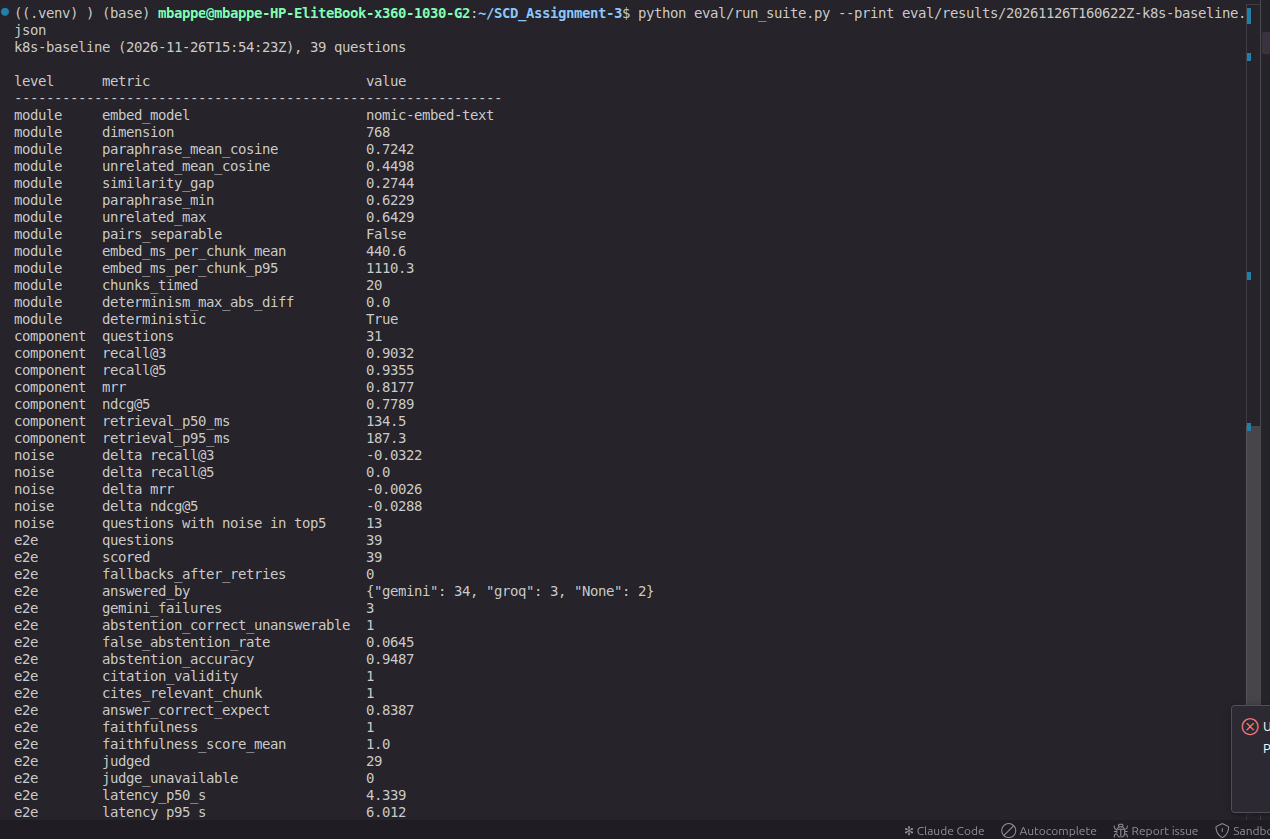 ((.venv) ) (base) mbappe@mbappe-HP-EliteBook-x360-1030-G2:~/SCD_Assignment-3$ python eval/run_suite.py --print eval/results/20261126T160622Z-k8s-baseline.
json
k8s-baseline (2026-11-26T15:54:23Z), 39 questions
level metric value
------------------------------------------------------------
module embed_model nomic-embed-text
module dimension 768
module paraphrase_mean_cosine 0.7242
module unrelated_mean_cosine 0.4498
module similarity_gap 0.2744
module paraphrase_min 0.6229
module unrelated_max 0.6429
module pairs_separable False
module embed_ms_per_chunk_mean 440.6
module embed_ms_per_chunk_p95 1110.3
module chunks_timed 20
module determinism_max_abs_diff 0.0
module deterministic True
component questions 31
component recall@3 0.9032
component recall@5 0.9355
component mrr 0.8177
component ndcg@5 0.7789
component retrieval_p50_ms 134.5
component retrieval_p95_ms 187.3
noise delta recall@3 -0.0322
noise delta recall@5 0.0
noise delta mrr -0.0026
noise delta ndcg@5 -0.0288
noise questions with noise in top5 13
e2e questions 39
e2e scored 39
e2e fallbacks_after_retries 0
e2e answered_by {"gemini": 34, "groq": 3, "None": 2}
e2e gemini_failures 3
e2e abstention_correct_unanswerable 1
e2e false_abstention_rate 0.0645
e2e abstention_accuracy 0.9487
e2e citation_validity 1
e2e cites_relevant_chunk 1
e2e answer_correct_expect 0.8387
e2e faithfulness 1
e2e faithfulness_score_mean 1.0
e2e judged 29
e2e judge_unavailable 0
e2e latency_p50_s 4.339
e2e latency_p95_s 6.012
U
P
Claude Code Autocomplete Report issue Sandb